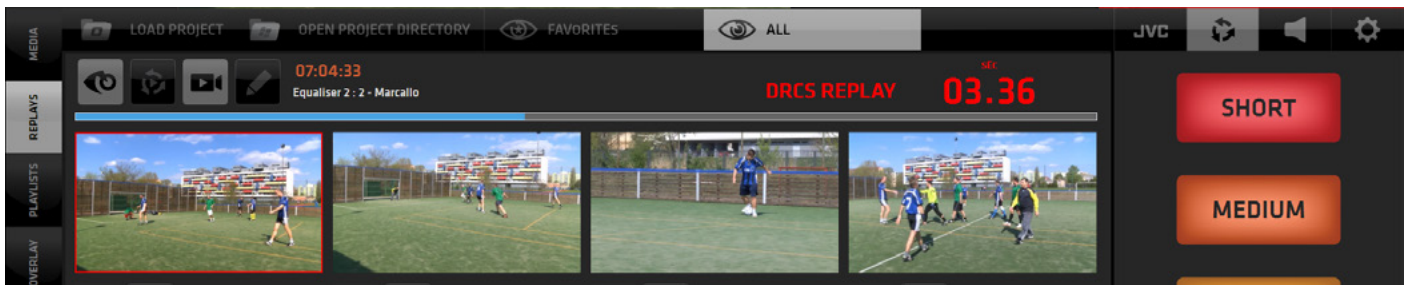 MEDIA
REPLAYS
PLAYLISTS
OVERLAY
LOAD PROJECT
OPEN PROJECT DIRECTORY
FAVORITES
ALL
JVC
07:04:33
Equaliser 2 : 2 - Marcallo
DRCS REPLAY
SEC
03.36
SHORT
MEDIUM